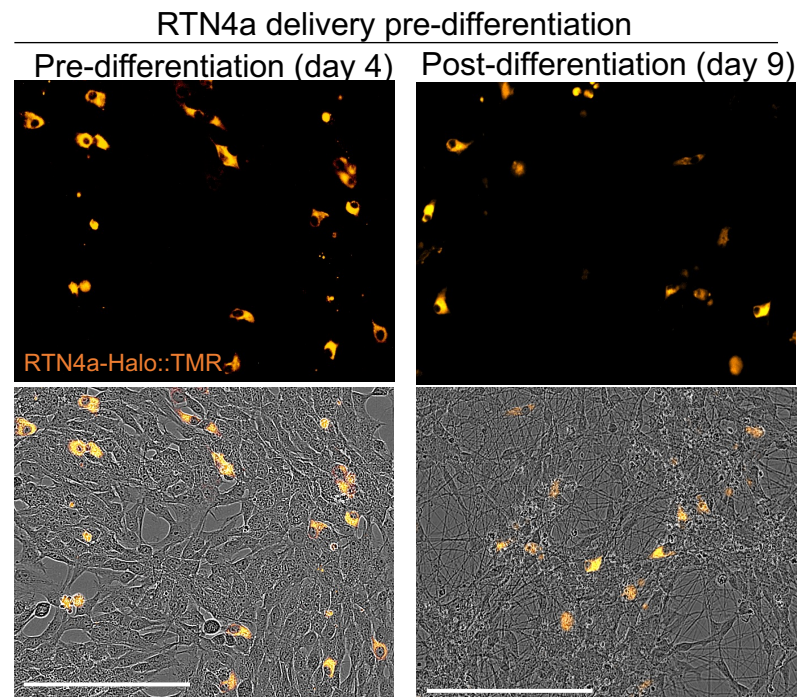 RTN4a delivery pre-differentiation
Pre-differentiation (day 4)
Post-differentiation (day 9)
RTN4a-Halo::TMR